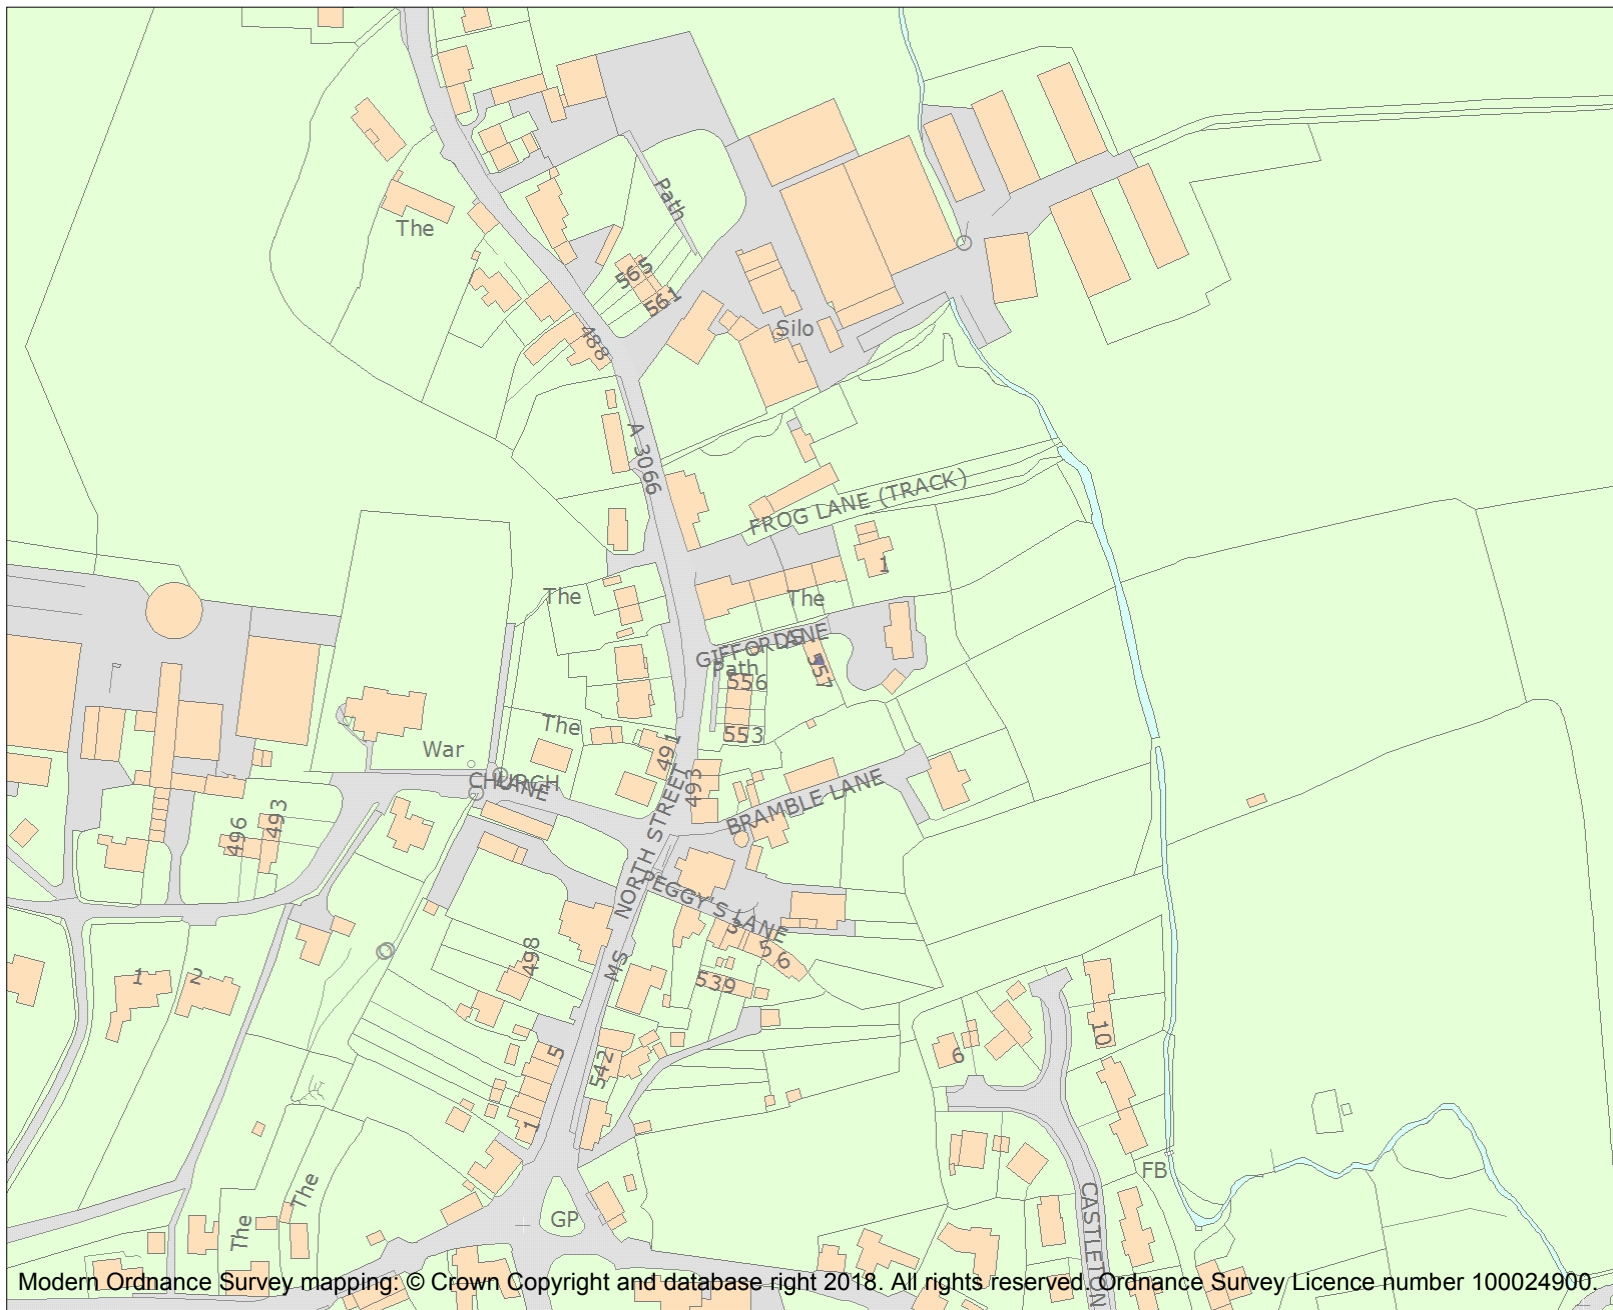 Path
The
565
561
488
Silo
A 3066
FROG LANE (TRACK)
1
The
The
GIFFORDS LANE
Path
557
556
The
553
War
491
493
CHURCH
LANE
BRAMBLE LANE
493
496
NORTH STREET
PEGGY'S LANE
3
5
6
498
MS
539
1
2
10
6
5
542
1
FB
The
The
GP
CASTLETON
Modern Ordnance Survey mapping: © Crown Copyright and database right 2018. All rights reserved. Ordnance Survey Licence number 100024900.